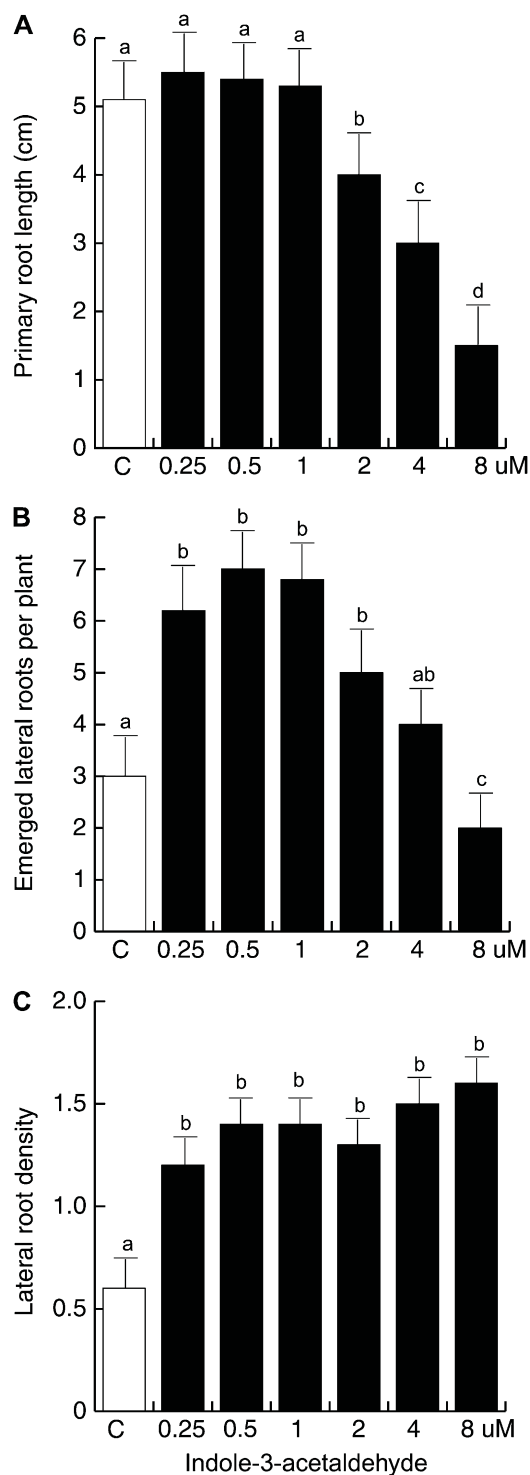 A
Primary root length (cm)
6
5
4
3
2
1
0
a a a a b c d
C 0.25 0.5 1 2 4 8 uM
B
Emerged lateral roots per plant
8
7
6
5
4
3
2
1
0
a b b b b ab c
C 0.25 0.5 1 2 4 8 uM
C
Lateral root density
2.0
1.5
1.0
0.5
0
a b b b b b b
C 0.25 0.5 1 2 4 8 uM
Indole-3-acetaldehyde